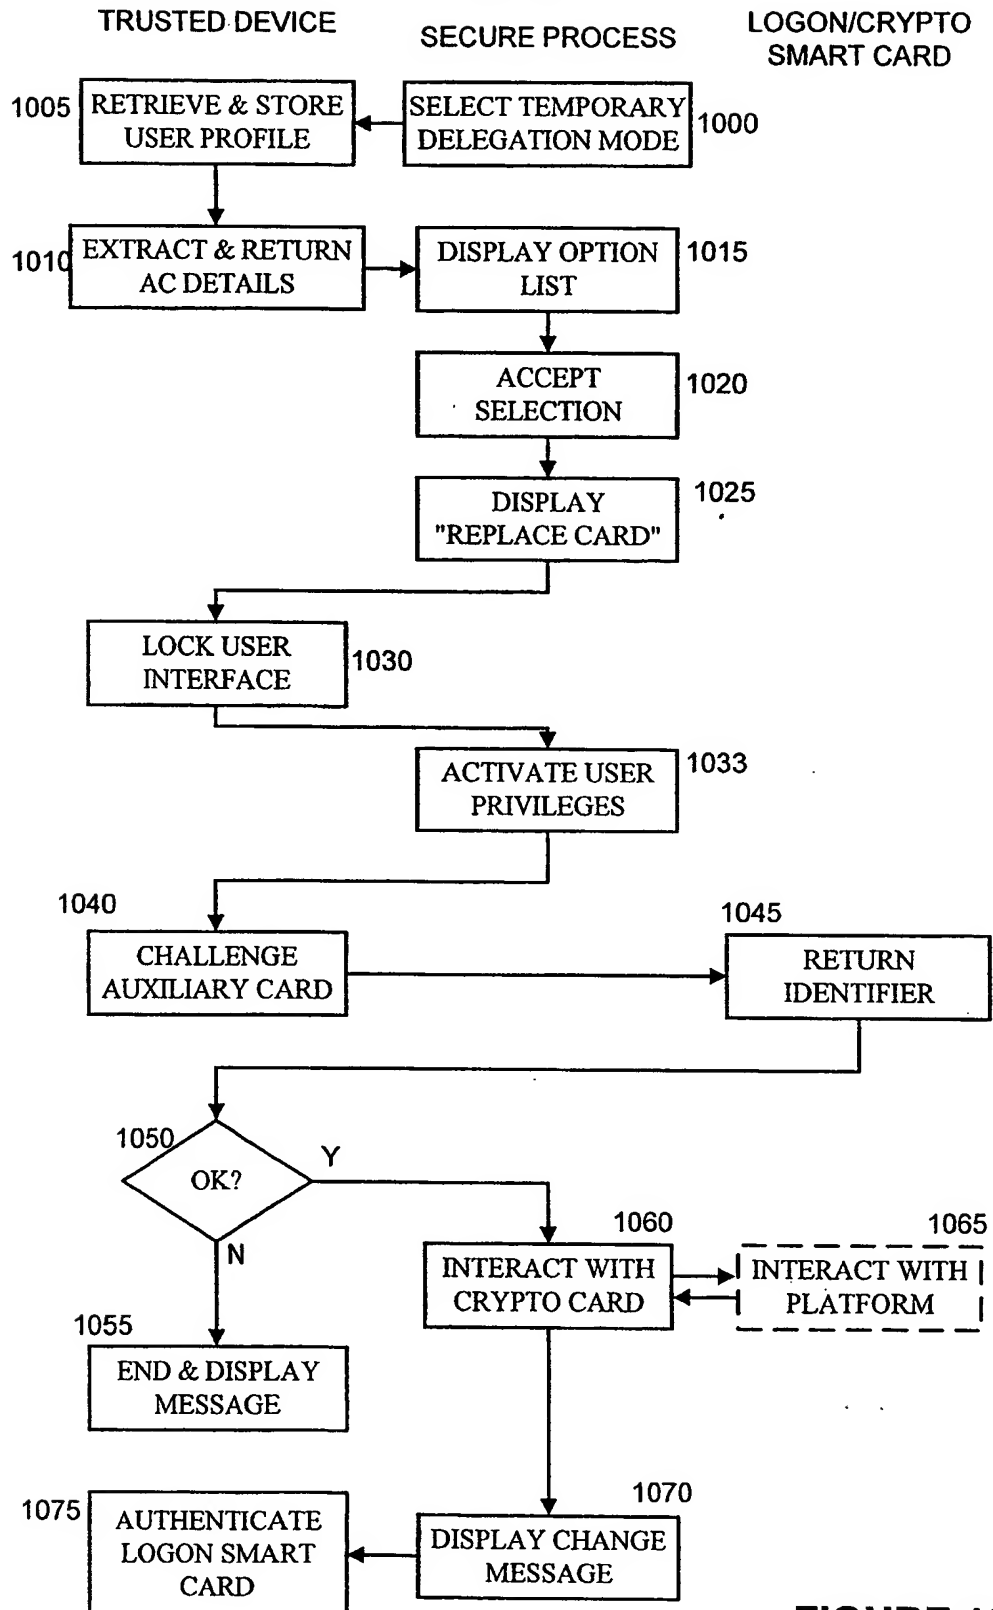 TRUSTED DEVICE
SECURE PROCESS
LOGON/CRYPTO
SMART CARD
1005
RETRIEVE & STORE
USER PROFILE
SELECT TEMPORARY
DELEGATION MODE
1000
1010
EXTRACT & RETURN
AC DETAILS
DISPLAY OPTION
LIST
1015
ACCEPT
SELECTION
1020
DISPLAY
"REPLACE CARD"
1025
LOCK USER
INTERFACE
1030
ACTIVATE USER
PRIVILEGES
1033
1040
CHALLENGE
AUXILIARY CARD
1045
RETURN
IDENTIFIER
1050
OK?
Y
N
1055
END & DISPLAY
MESSAGE
1060
INTERACT WITH
CRYPTO CARD
1065
INTERACT WITH
PLATFORM
1070
DISPLAY CHANGE
MESSAGE
1075
AUTHENTICATE
LOGON SMART
CARD